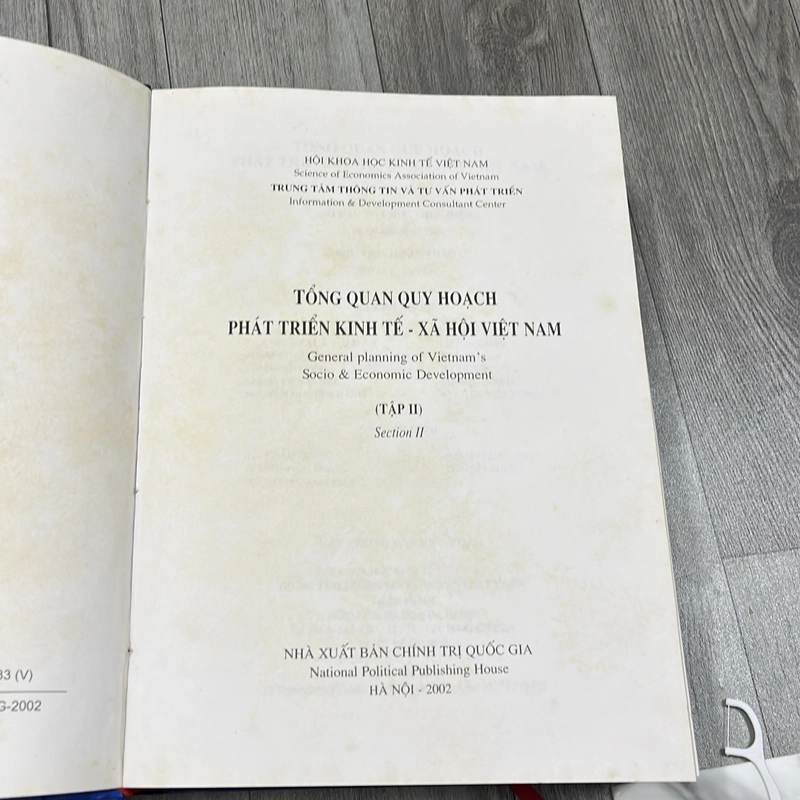 33 (V)
G-2002
HỘI KHOA HỌC KINH TẾ VIỆT NAM
Science of Economics Association of Vietnam
TRUNG TÂM THÔNG TIN VÀ TƯ VẤN PHÁT TRIỂN
Information & Development Consultant Center
TỔNG QUAN QUY HOẠCH
PHÁT TRIỂN KINH TẾ - XÃ HỘI VIỆT NAM
General planning of Vietnam's
Socio & Economic Development
(TẬP II)
Section II
NHÀ XUẤT BẢN CHÍNH TRỊ QUỐC GIA
National Political Publishing House
HÀ NỘI - 2002